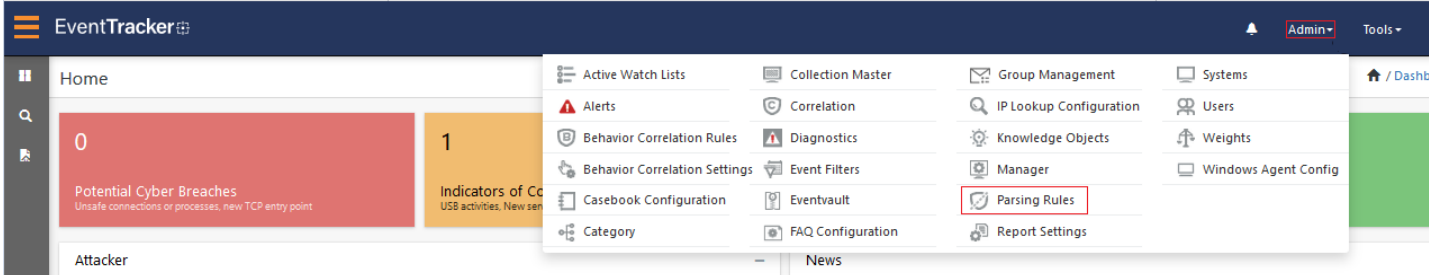 EventTracker
Admin
Tools
Home
/ Dashb
Active Watch Lists
Collection Master
Group Management
Systems
Alerts
Correlation
IP Lookup Configuration
Users
Behavior Correlation Rules
Diagnostics
Knowledge Objects
Weights
Behavior Correlation Settings
Event Filters
Manager
Windows Agent Config
Casebook Configuration
Eventvault
Parsing Rules
Category
FAQ Configuration
Report Settings
0
Potential Cyber Breaches
Unsafe connections or processes, new TCP entry point
1
Indicators of Co
USB activities, New ser
Attacker
News